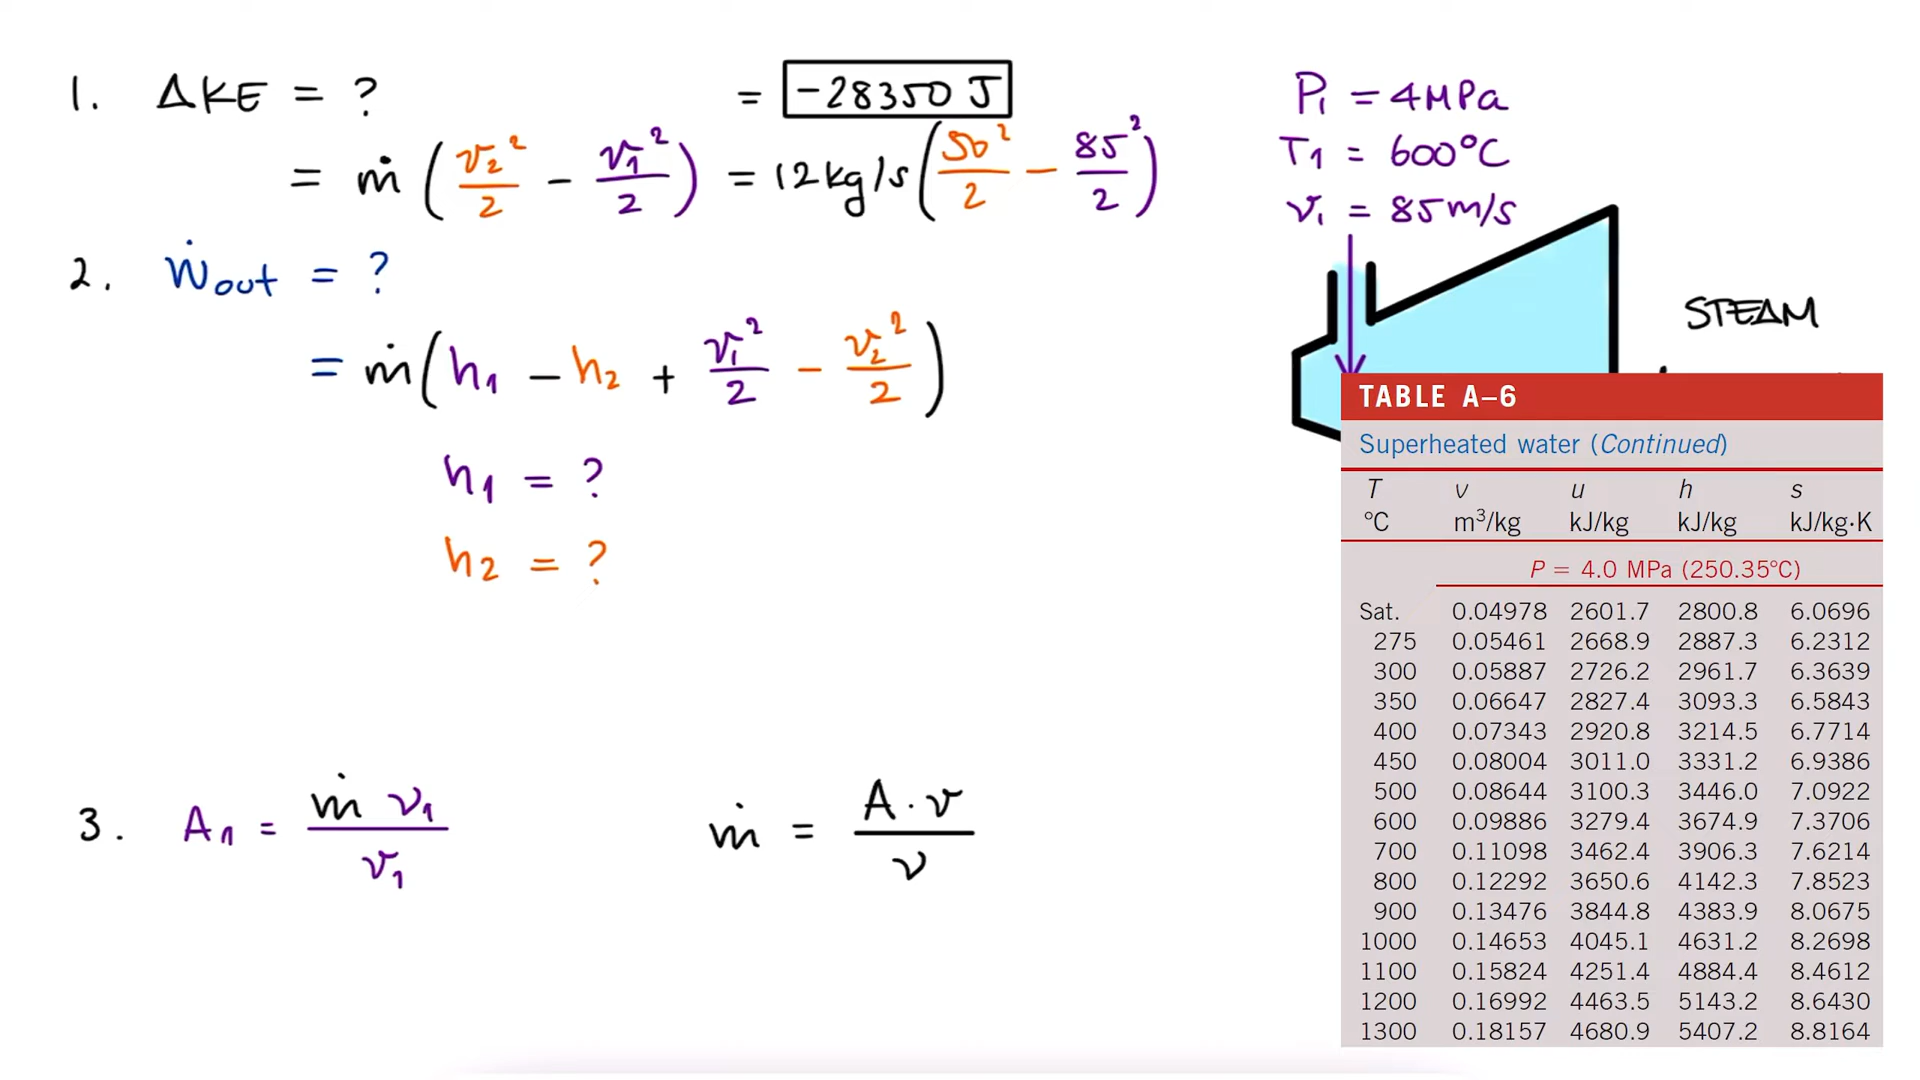 1. ΔKE = ? = -28350 J
= ṁ (v₂²/2 - v₁²/2) = 12 kg/s (50²/2 - 85²/2)
P₁ = 4MPa
T₁ = 600°C
v₁ = 85m/s
2. Ẇout = ?
= ṁ(h₁ - h₂ + v₁²/2 - v₂²/2)
h₁ = ?
h₂ = ?
3. A₁ = ṁ ν₁/v₁ ṁ = A · v/ν
STEAM
TABLE A–6
Superheated water (Continued)
T v u h s
°C m³/kg kJ/kg kJ/kg kJ/kg·K
P = 4.0 MPa (250.35°C)
Sat. 0.04978 2601.7 2800.8 6.0696
275 0.05461 2668.9 2887.3 6.2312
300 0.05887 2726.2 2961.7 6.3639
350 0.06647 2827.4 3093.3 6.5843
400 0.07343 2920.8 3214.5 6.7714
450 0.08004 3011.0 3331.2 6.9386
500 0.08644 3100.3 3446.0 7.0922
600 0.09886 3279.4 3674.9 7.3706
700 0.11098 3462.4 3906.3 7.6214
800 0.12292 3650.6 4142.3 7.8523
900 0.13476 3844.8 4383.9 8.0675
1000 0.14653 4045.1 4631.2 8.2698
1100 0.15824 4251.4 4884.4 8.4612
1200 0.16992 4463.5 5143.2 8.6430
1300 0.18157 4680.9 5407.2 8.8164